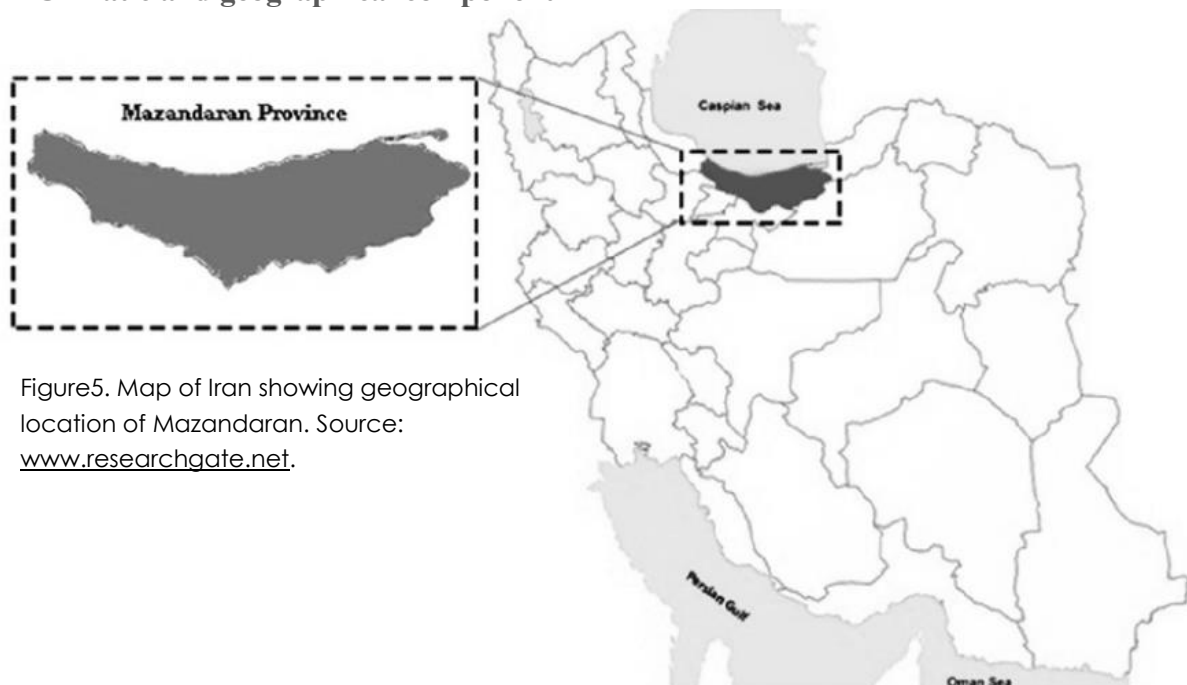 Mazandaran Province
Caspian Sea
Figure5. Map of Iran showing geographical
location of Mazandaran. Source:
www.researchgate.net.
Persian Gulf
Oman Sea